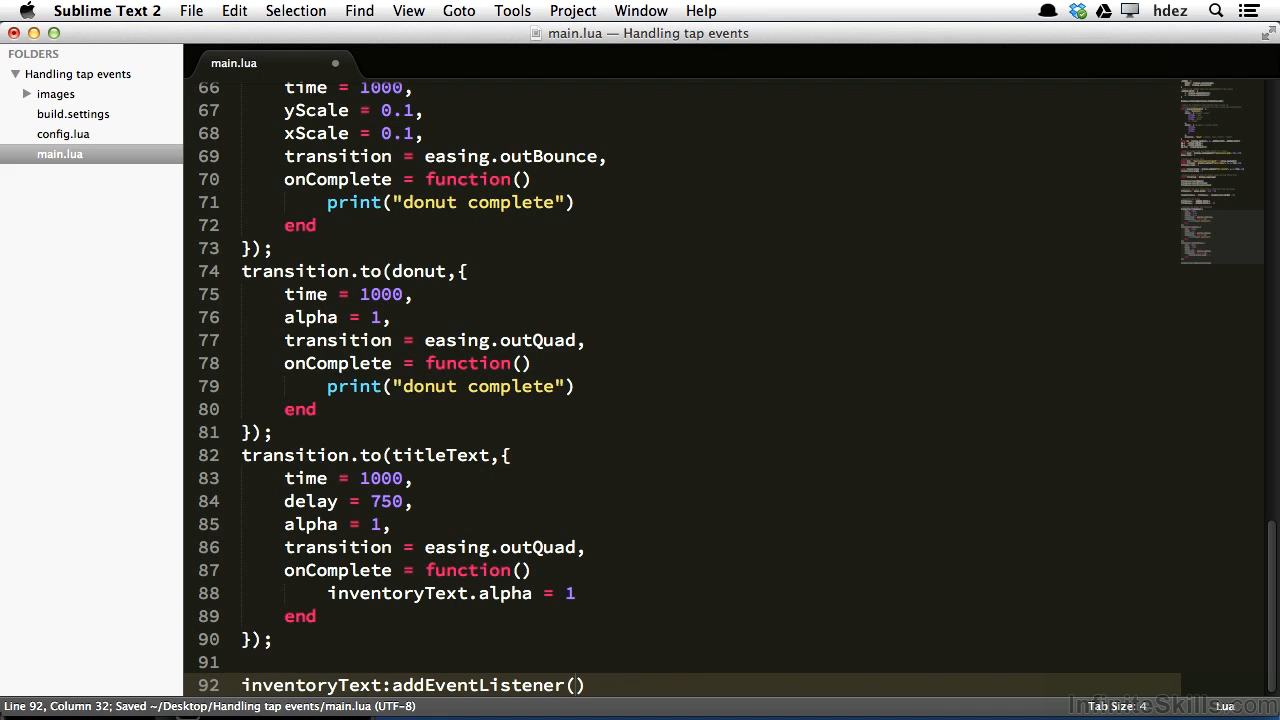 Sublime Text 2 File Edit Selection Find View Goto Tools Project Window Help hdez
main.lua — Handling tap events
FOLDERS
Handling tap events
images
build.settings
config.lua
main.lua
main.lua
66 time = 1000,
67 yScale = 0.1,
68 xScale = 0.1,
69 transition = easing.outBounce,
70 onComplete = function()
71 print("donut complete")
72 end
73 });
74 transition.to(donut,{
75 time = 1000,
76 alpha = 1,
77 transition = easing.outQuad,
78 onComplete = function()
79 print("donut complete")
80 end
81 });
82 transition.to(titleText,{
83 time = 1000,
84 delay = 750,
85 alpha = 1,
86 transition = easing.outQuad,
87 onComplete = function()
88 inventoryText.alpha = 1
89 end
90 });
91
92 inventoryText:addEventListener()
Line 92, Column 32; Saved ~/Desktop/Handling tap events/main.lua (UTF-8) Tab Size: 4 Lua
InfiniteSkills.com